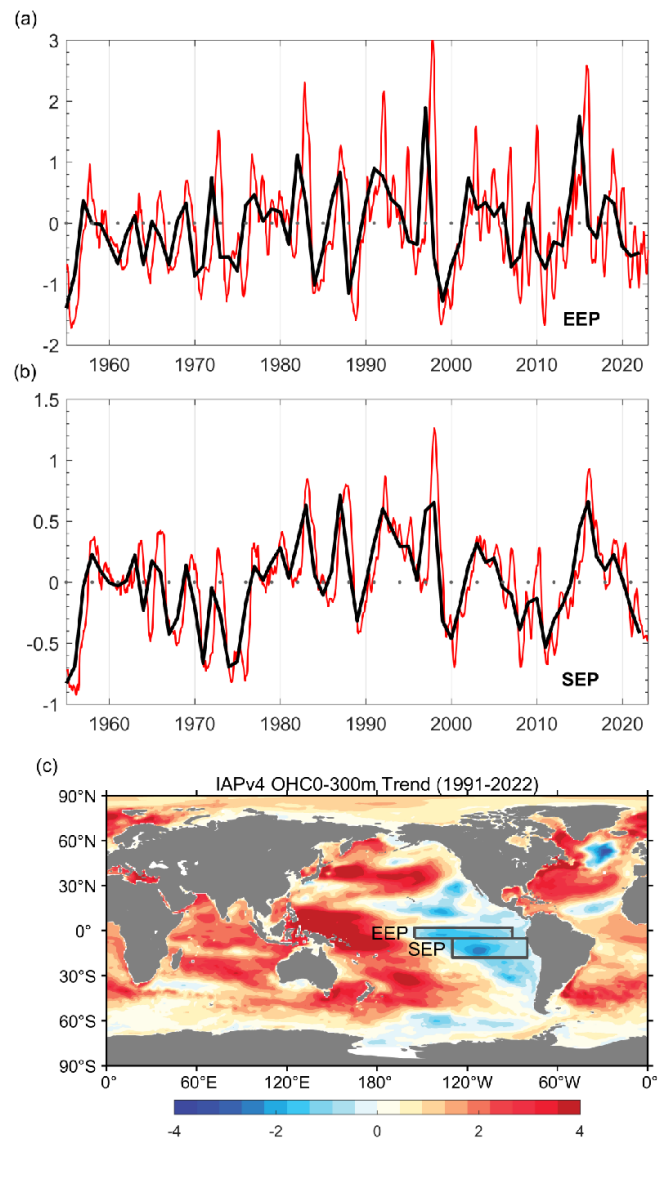 (a)
3
2
1
0
-1
-2
EEP
1960 1970 1980 1990 2000 2010 2020
(b)
1.5
1
0.5
0
-0.5
-1
SEP
1960 1970 1980 1990 2000 2010 2020
(c)
IAPv4 OHC0-300m Trend (1991-2022)
90°N
60°N
30°N
0°
30°S
60°S
90°S
EEP
SEP
0° 60°E 120°E 180° 120°W 60°W 0°
-4 -2 0 2 4